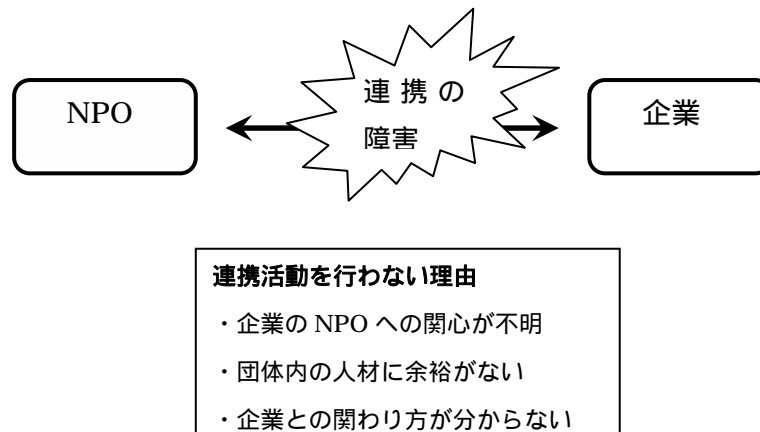 NPO
連携の
障害
企業
連携活動を行わない理由
・企業の NPO への関心が不明
・団体内の人材に余裕がない
・企業との関わり方が分からない